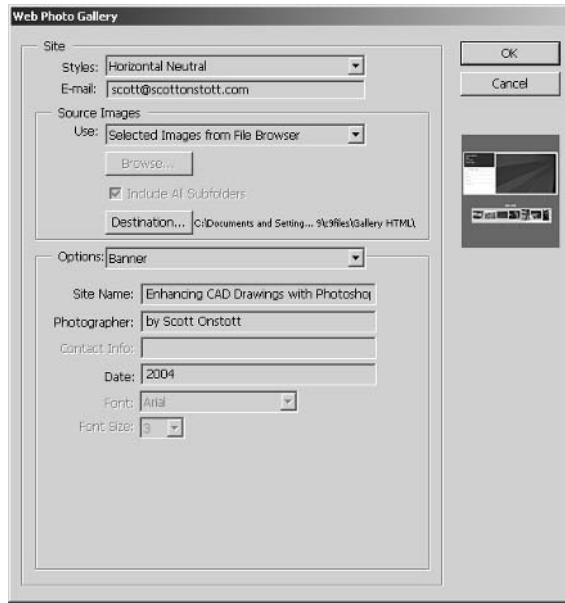 Web Photo Gallery
Site
Styles: Horizontal Neutral
E-mail: scott@scottonstott.com
Source Images
Use: Selected Images from File Browser
Browse...
Include All Subfolders
Destination... C:\Documents and Setting... 9\c9files\Gallery HTML\
Options: Banner
Site Name: Enhancing CAD Drawings with Photoshop
Photographer: by Scott Onstott
Contact Info:
Date: 2004
Font: Arial
Font Size: 3
OK
Cancel